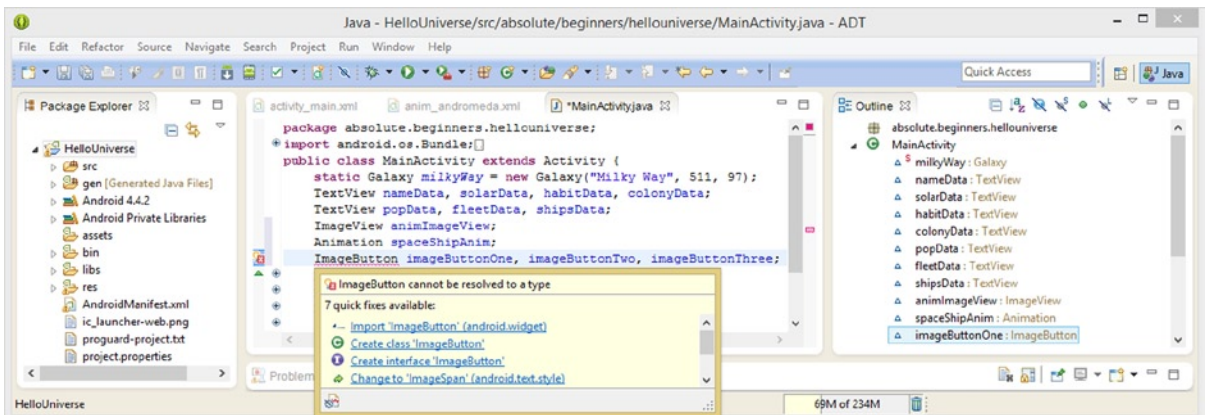 Java - HelloUniverse/src/absolute/beginners/hellouniverse/MainActivity.java - ADT
File Edit Refactor Source Navigate Search Project Run Window Help
Quick Access
Java
Package Explorer
HelloUniverse
src
gen [Generated Java Files]
Android 4.4.2
Android Private Libraries
assets
bin
libs
res
AndroidManifest.xml
ic_launcher-web.png
proguard-project.txt
project.properties
activity_main.xml anim_andromeda.xml *MainActivity.java
package absolute.beginners.hellouniverse;
import android.os.Bundle;
public class MainActivity extends Activity {
static Galaxy milkyWay = new Galaxy("Milky Way", 511, 97);
TextView nameData, solarData, habitData, colonyData;
TextView popData, fleetData, shipsData;
ImageView animImageView;
Animation spaceShipAnim;
ImageButton imageButtonOne, imageButtonTwo, imageButtonThree;
ImageButton cannot be resolved to a type
7 quick fixes available:
Import 'ImageButton' (android.widget)
Create class 'ImageButton'
Create interface 'ImageButton'
Change to 'ImageSpan' (android.text.style)
Problem
Outline
absolute.beginners.hellouniverse
MainActivity
S milkyWay : Galaxy
nameData : TextView
solarData : TextView
habitData : TextView
colonyData : TextView
popData : TextView
fleetData : TextView
shipsData : TextView
animImageView : ImageView
spaceShipAnim : Animation
imageButtonOne : ImageButton
HelloUniverse
69M of 234M